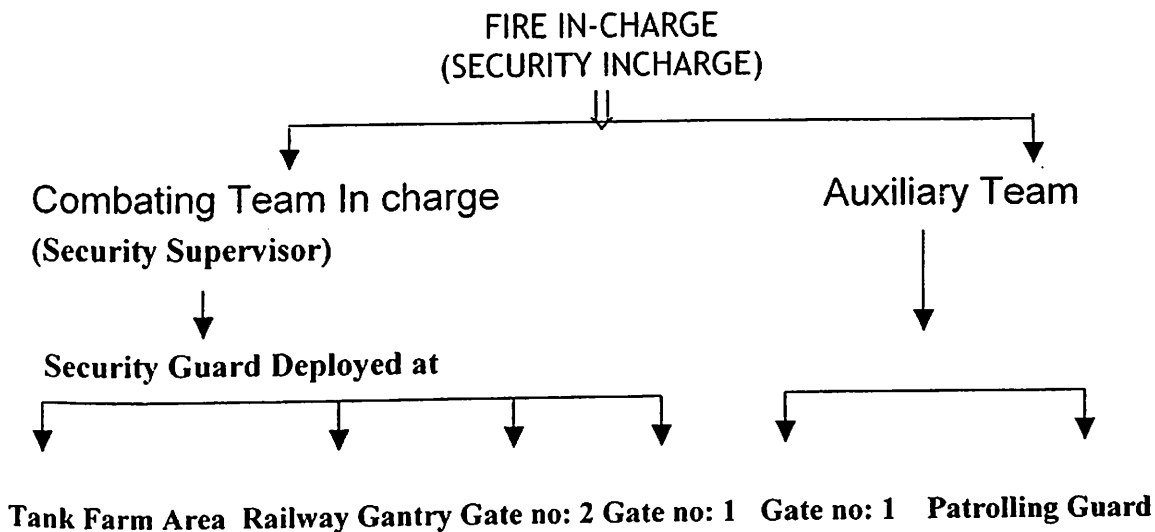 FIRE IN-CHARGE
(SECURITY INCHARGE)
Combating Team In charge
(Security Supervisor)
Auxiliary Team
Security Guard Deployed at
Tank Farm Area Railway Gantry Gate no: 2 Gate no: 1 Gate no: 1 Patrolling Guard